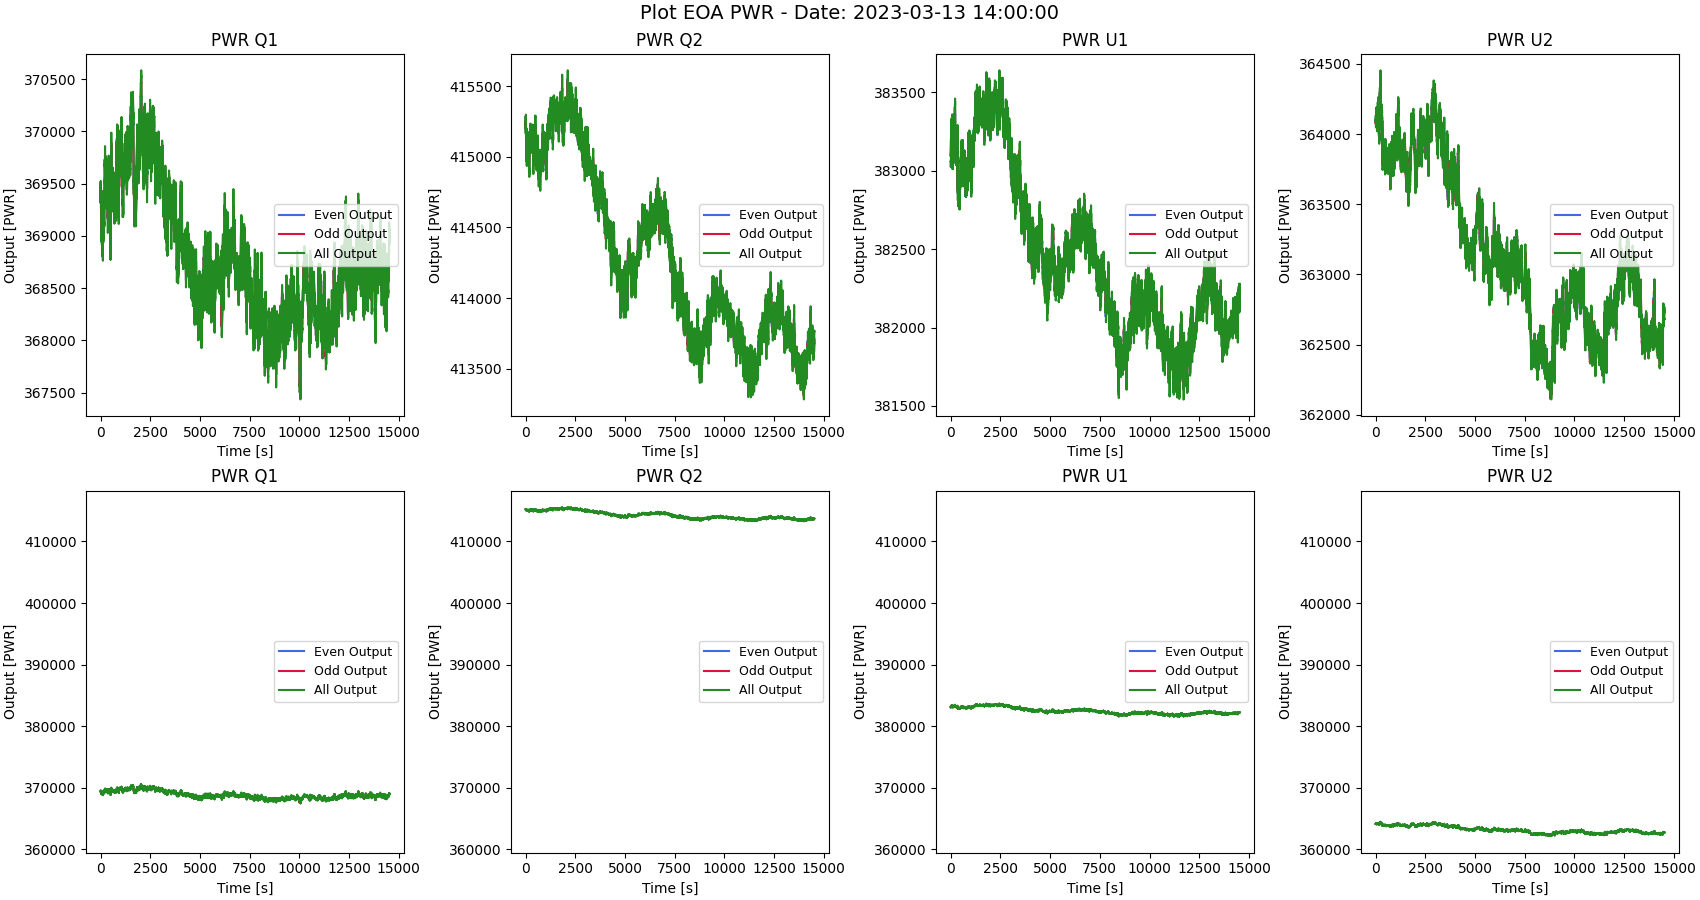 Plot EOA PWR - Date: 2023-03-13 14:00:00
PWR Q1
Output [PWR]
370500
370000
369500
369000
368500
368000
367500
Even Output
Odd Output
All Output
0 2500 5000 7500 10000 12500 15000
Time [s]
PWR Q2
Output [PWR]
415500
415000
414500
414000
413500
Even Output
Odd Output
All Output
0 2500 5000 7500 10000 12500 15000
Time [s]
PWR U1
Output [PWR]
383500
383000
382500
382000
381500
Even Output
Odd Output
All Output
0 2500 5000 7500 10000 12500 15000
Time [s]
PWR U2
Output [PWR]
364500
364000
363500
363000
362500
362000
Even Output
Odd Output
All Output
0 2500 5000 7500 10000 12500 15000
Time [s]
PWR Q1
Output [PWR]
410000
400000
390000
380000
370000
360000
Even Output
Odd Output
All Output
0 2500 5000 7500 10000 12500 15000
Time [s]
PWR Q2
Output [PWR]
410000
400000
390000
380000
370000
360000
Even Output
Odd Output
All Output
0 2500 5000 7500 10000 12500 15000
Time [s]
PWR U1
Output [PWR]
410000
400000
390000
380000
370000
360000
Even Output
Odd Output
All Output
0 2500 5000 7500 10000 12500 15000
Time [s]
PWR U2
Output [PWR]
410000
400000
390000
380000
370000
360000
Even Output
Odd Output
All Output
0 2500 5000 7500 10000 12500 15000
Time [s]